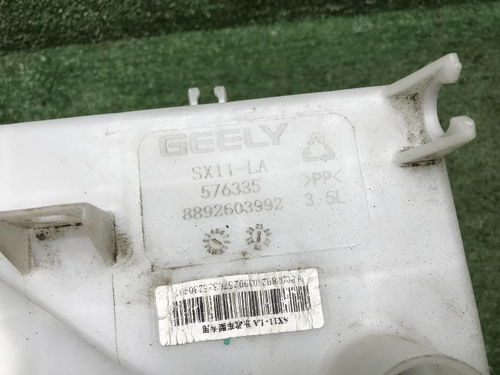 GEELY
SX11-LA
576335
8892603992
>PP<
3.5L
SX11-LA